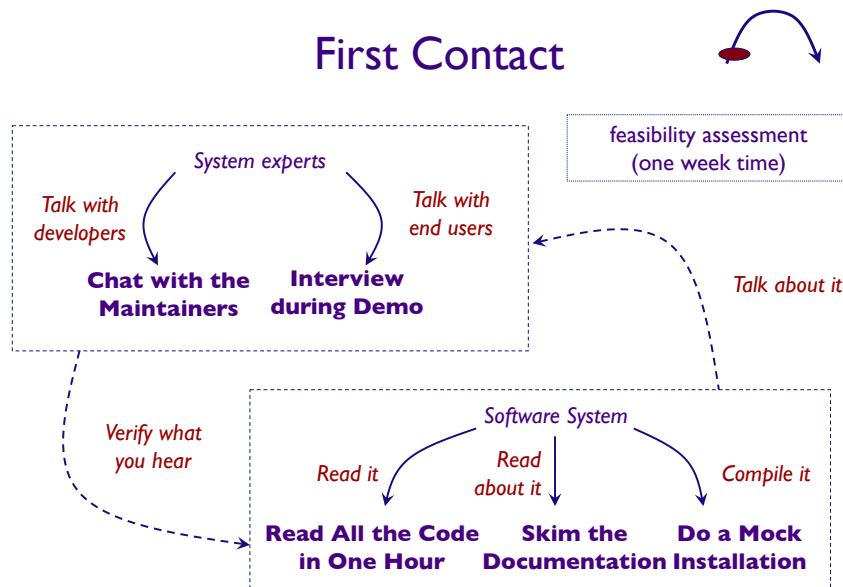 First Contact
feasibility assessment
(one week time)
System experts
Talk with
developers
Talk with
end users
Chat with the
Maintainers
Interview
during Demo
Talk about it
Verify what
you hear
Software System
Read it
Read
about it
Compile it
Read All the Code
in One Hour
Skim the
Documentation
Do a Mock
Installation